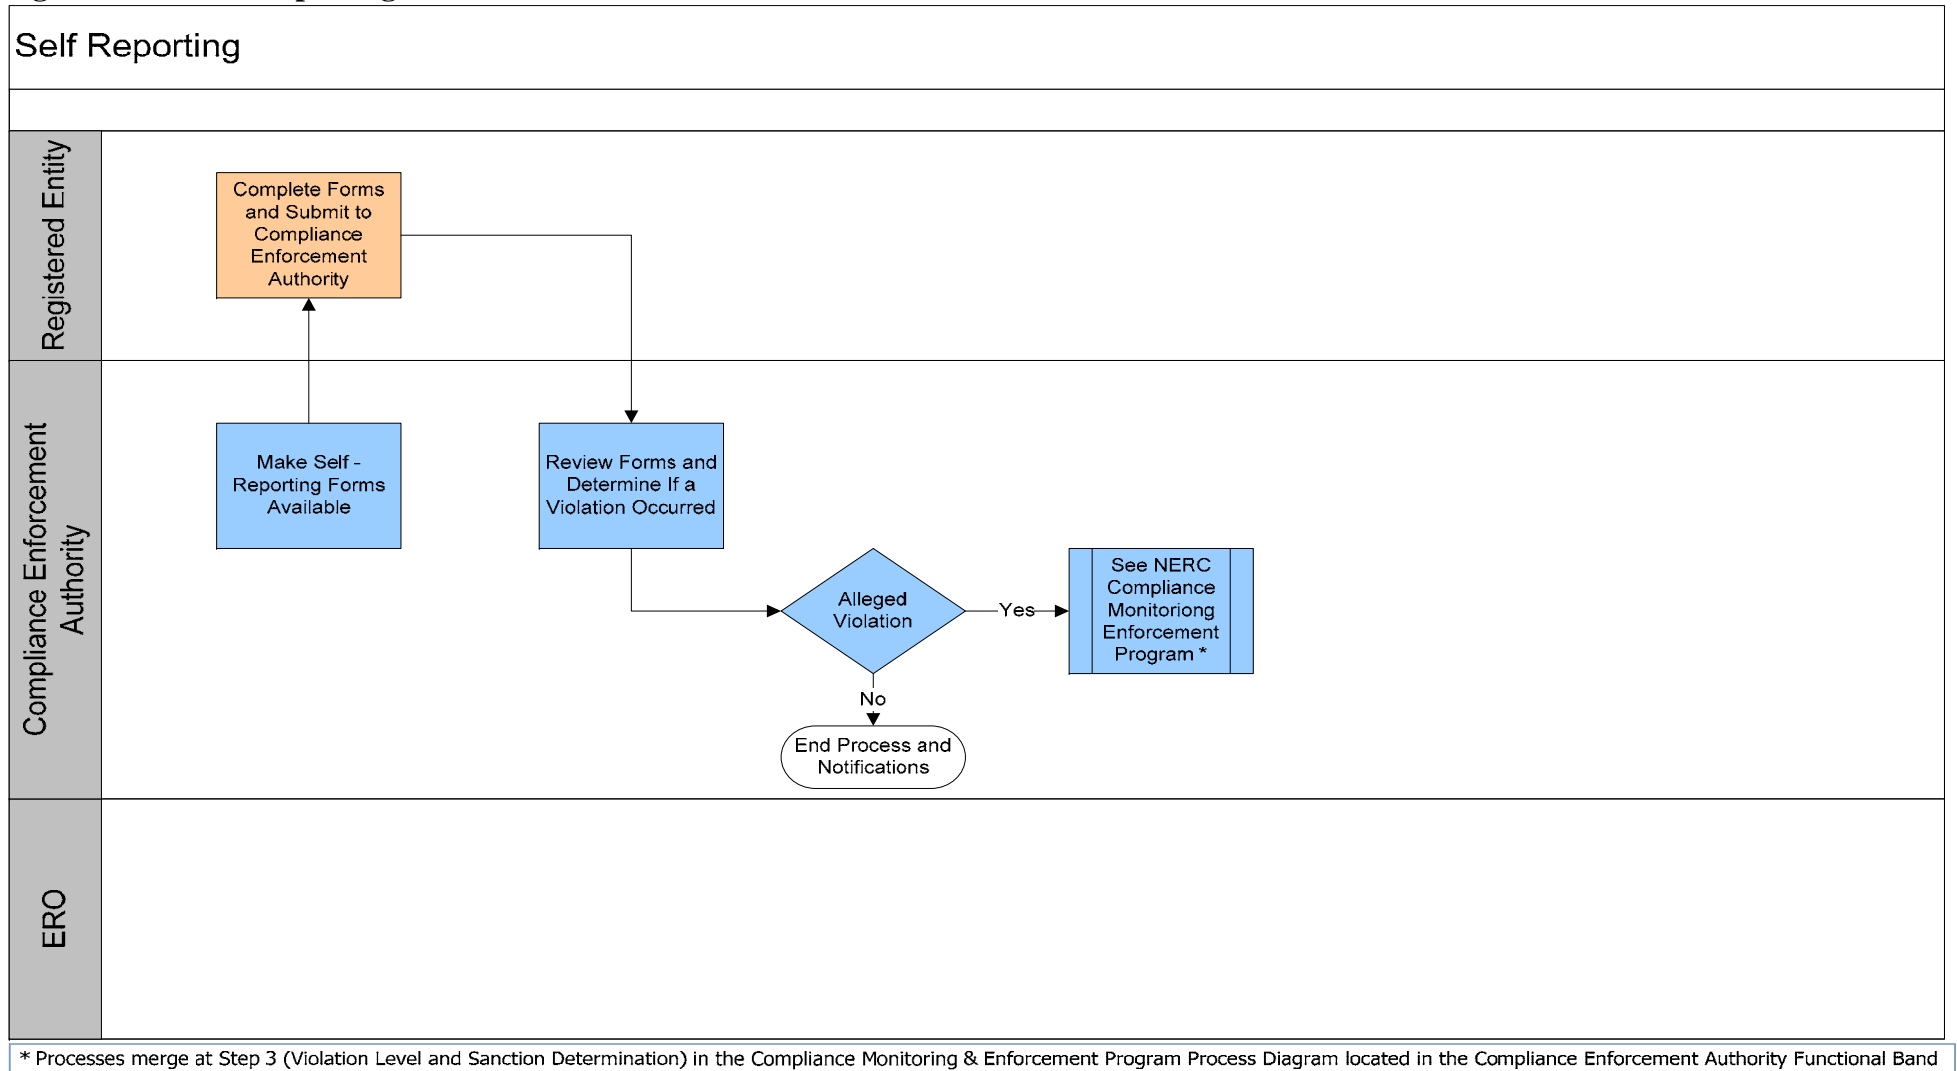 Self Reporting
Registered Entity
Complete Forms
and Submit to
Compliance
Enforcement
Authority
Compliance Enforcement
Authority
Make Self -
Reporting Forms
Available
Review Forms and
Determine If a
Violation Occurred
Alleged
Violation
Yes
See NERC
Compliance
Monitoriong
Enforcement
Program *
No
End Process and
Notifications
ERO
* Processes merge at Step 3 (Violation Level and Sanction Determination) in the Compliance Monitoring & Enforcement Program Process Diagram located in the Compliance Enforcement Authority Functional Band